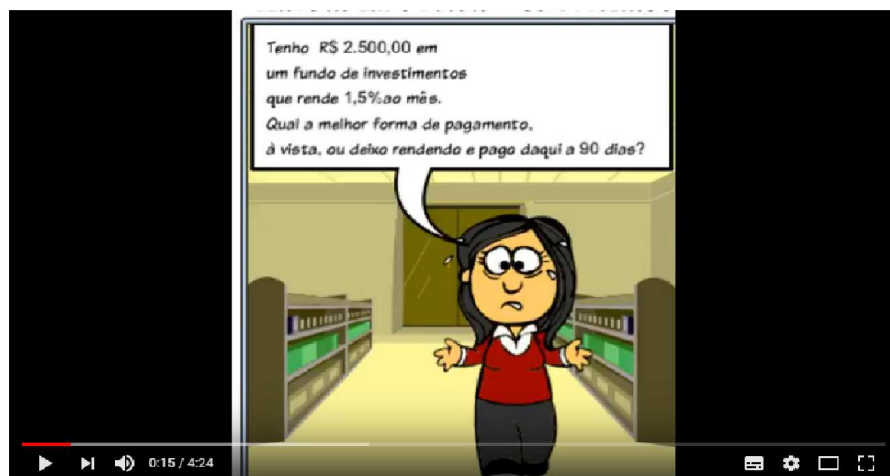 Tenho R$ 2.500,00 em
um fundo de investimentos
que rende 1,5%ao mês.
Qual a melhor forma de pagamento,
à vista, ou deixo rendendo e pago daqui a 90 dias?
0:15 / 4:24